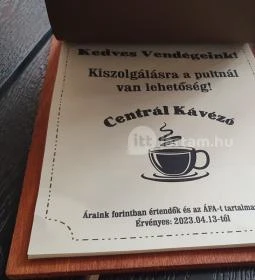 Kedves Vendégeink!
Kiszolgálásra a pultnál
van lehetőség!
Centrál Kávézó
Áraink forintban értendők és az ÁFA-t tartalma
Érvényes: 2023.04.13-tól